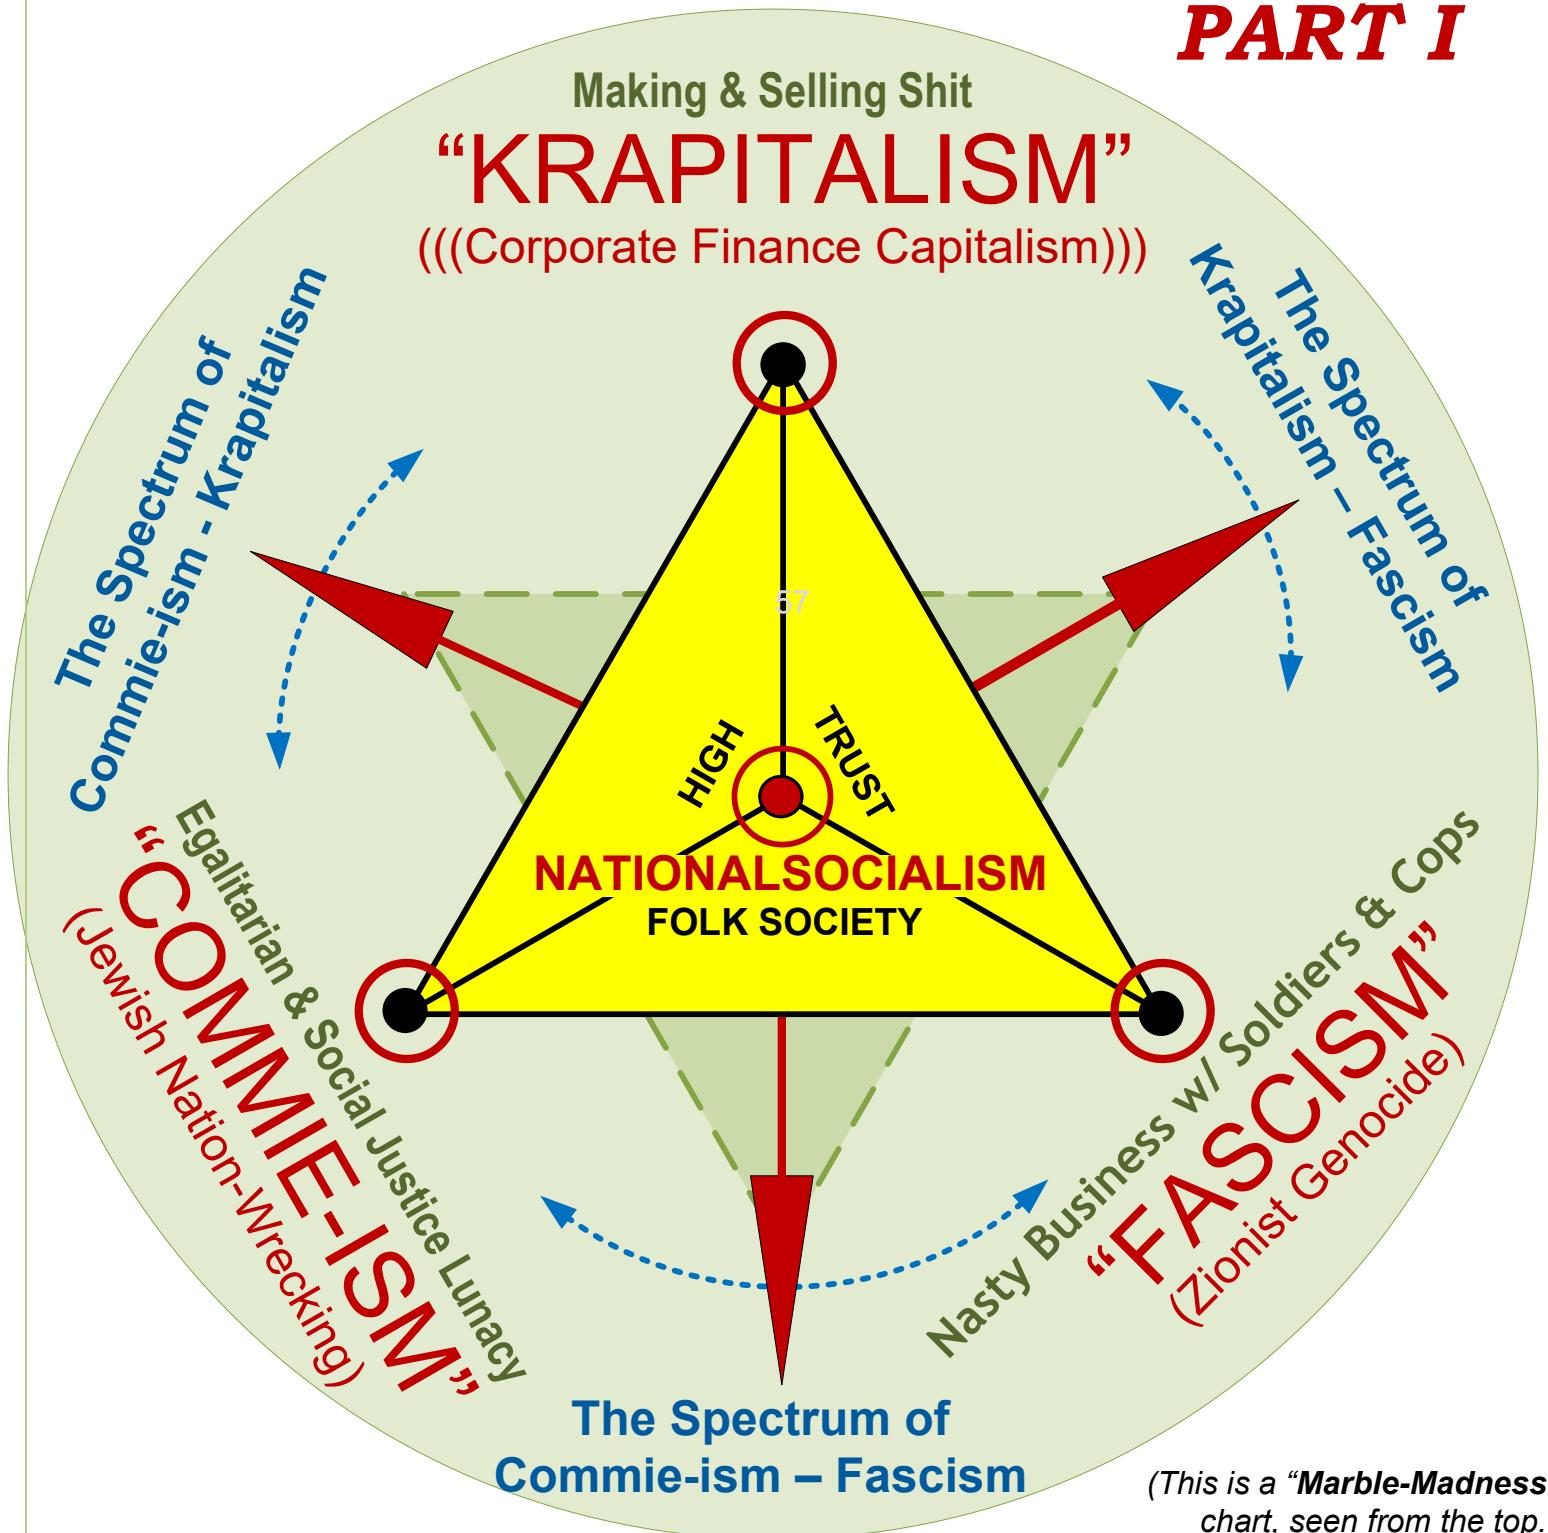 PART I
Making & Selling Shit
“KRAPITALISM”
(((Corporate Finance Capitalism)))
The Spectrum of
Commie-ism - Krapitalism
The Spectrum of
Krapitalism – Fascism
57
HIGH
TRUST
NATIONALSOCIALISM
FOLK SOCIETY
Egalitarian & Social Justice Lunacy
“COMMIE-ISM”
(Jewish Nation-Wrecking)
Nasty Business w/ Soldiers & Cops
“FASCISM”
(Zionist Genocide)
The Spectrum of
Commie-ism – Fascism
(This is a “Marble-Madness
chart, seen from the top.